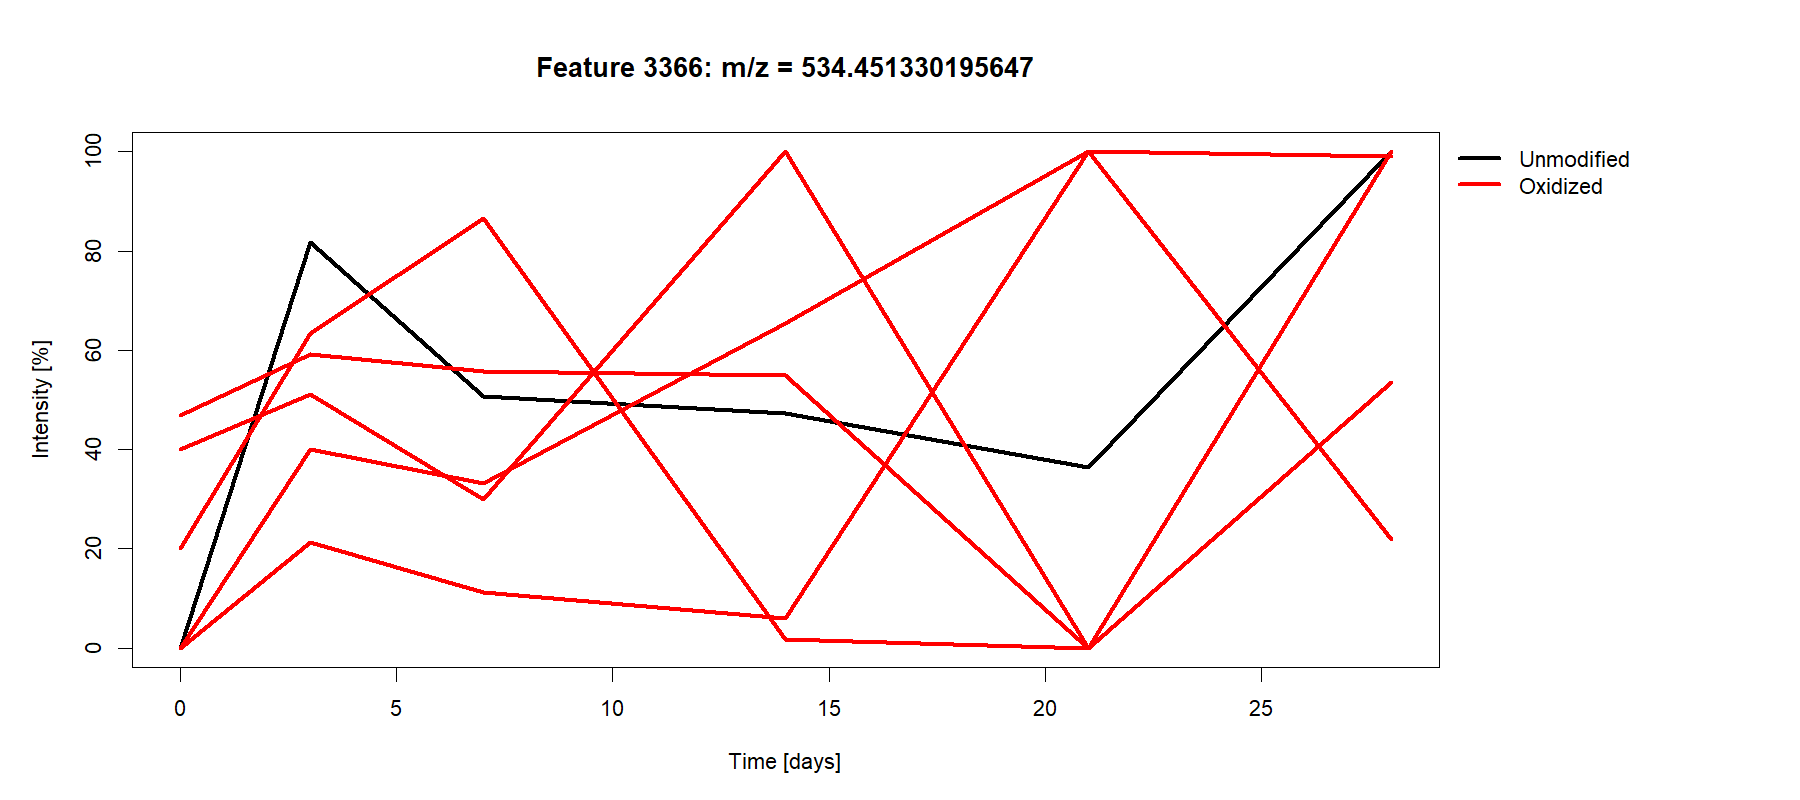 Feature 3366: m/z = 534.451330195647
Unmodified
Oxidized
Intensity [%]
100
80
60
40
20
0
0 5 10 15 20 25
Time [days]